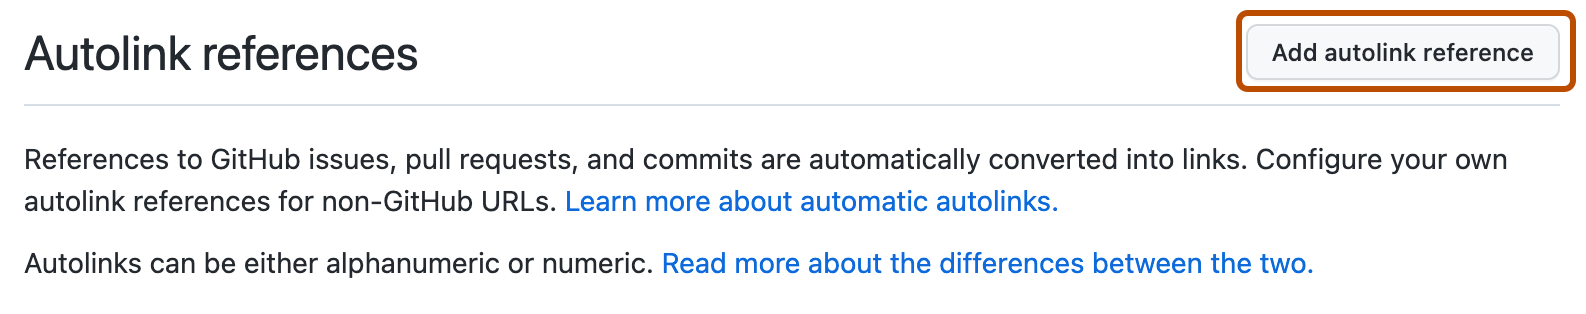 Autolink references
Add autolink reference
References to GitHub issues, pull requests, and commits are automatically converted into links. Configure your own
autolink references for non-GitHub URLs. Learn more about automatic autolinks.
Autolinks can be either alphanumeric or numeric. Read more about the differences between the two.